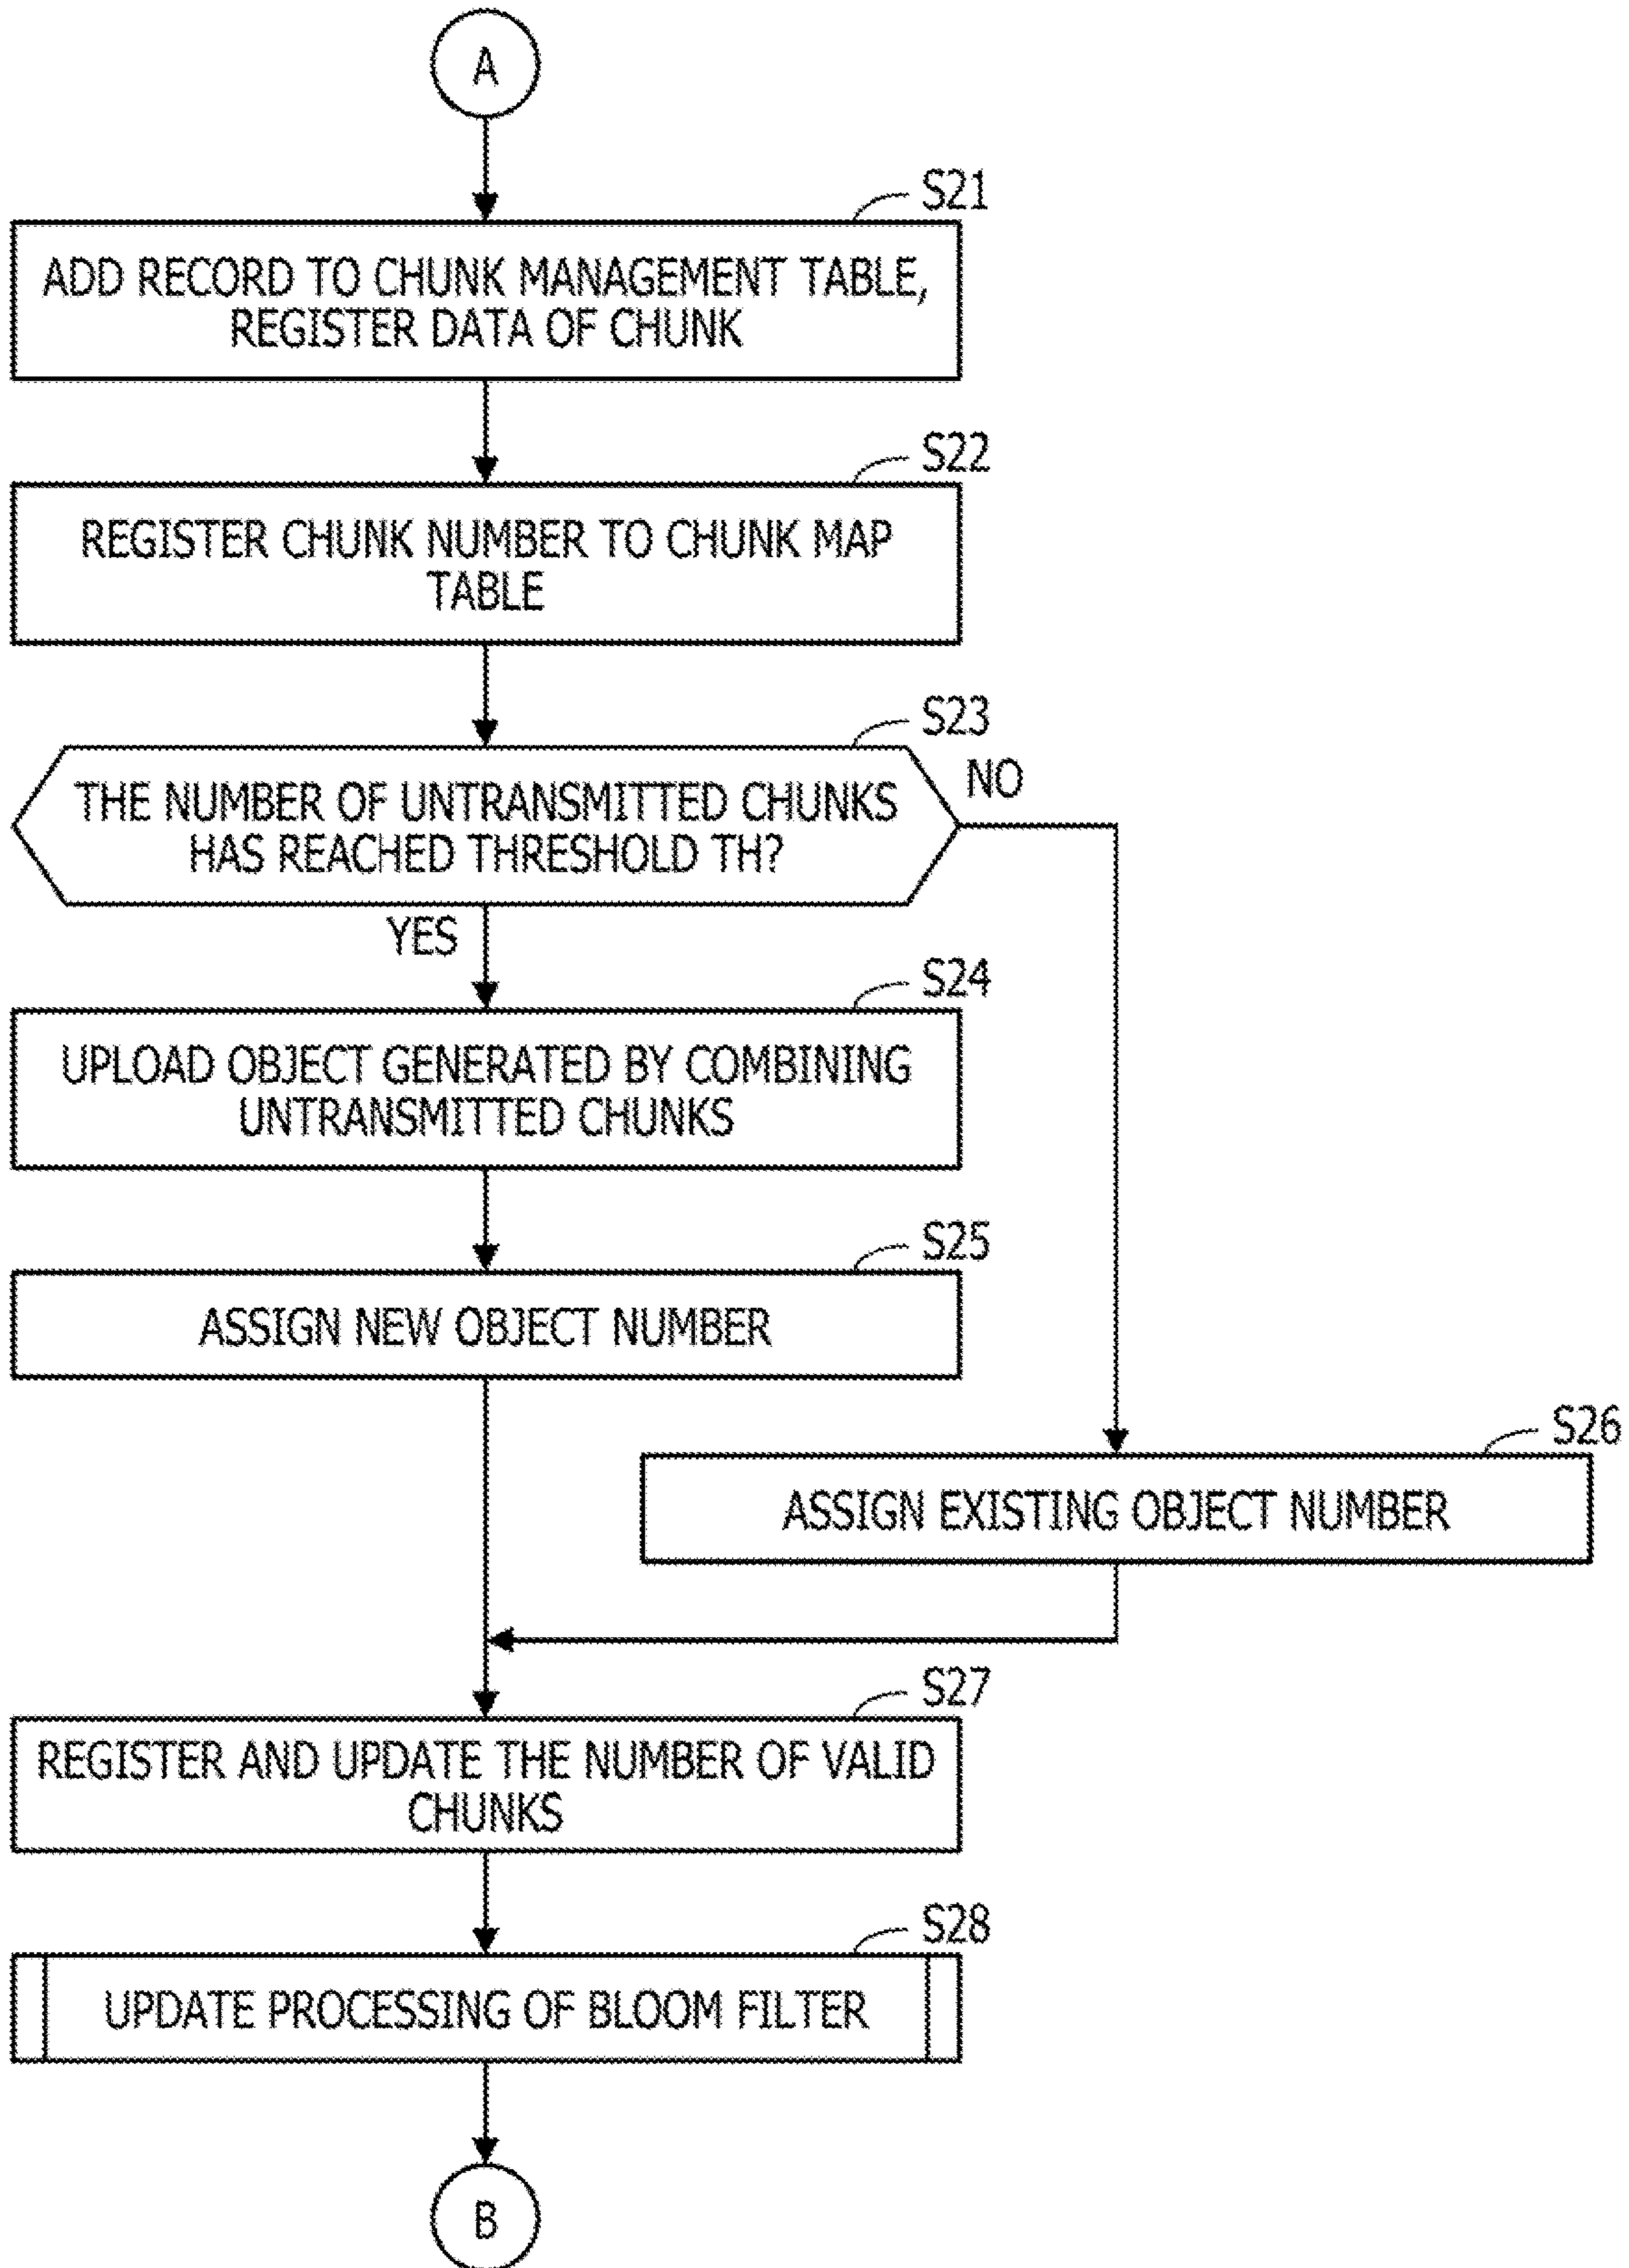 A
S21
ADD RECORD TO CHUNK MANAGEMENT TABLE,
REGISTER DATA OF CHUNK
S22
REGISTER CHUNK NUMBER TO CHUNK MAP
TABLE
S23
THE NUMBER OF UNTRANSMITTED CHUNKS
HAS REACHED THRESHOLD TH?
NO
YES
S24
UPLOAD OBJECT GENERATED BY COMBINING
UNTRANSMITTED CHUNKS
S25
ASSIGN NEW OBJECT NUMBER
S26
ASSIGN EXISTING OBJECT NUMBER
S27
REGISTER AND UPDATE THE NUMBER OF VALID
CHUNKS
S28
UPDATE PROCESSING OF BLOOM FILTER
B